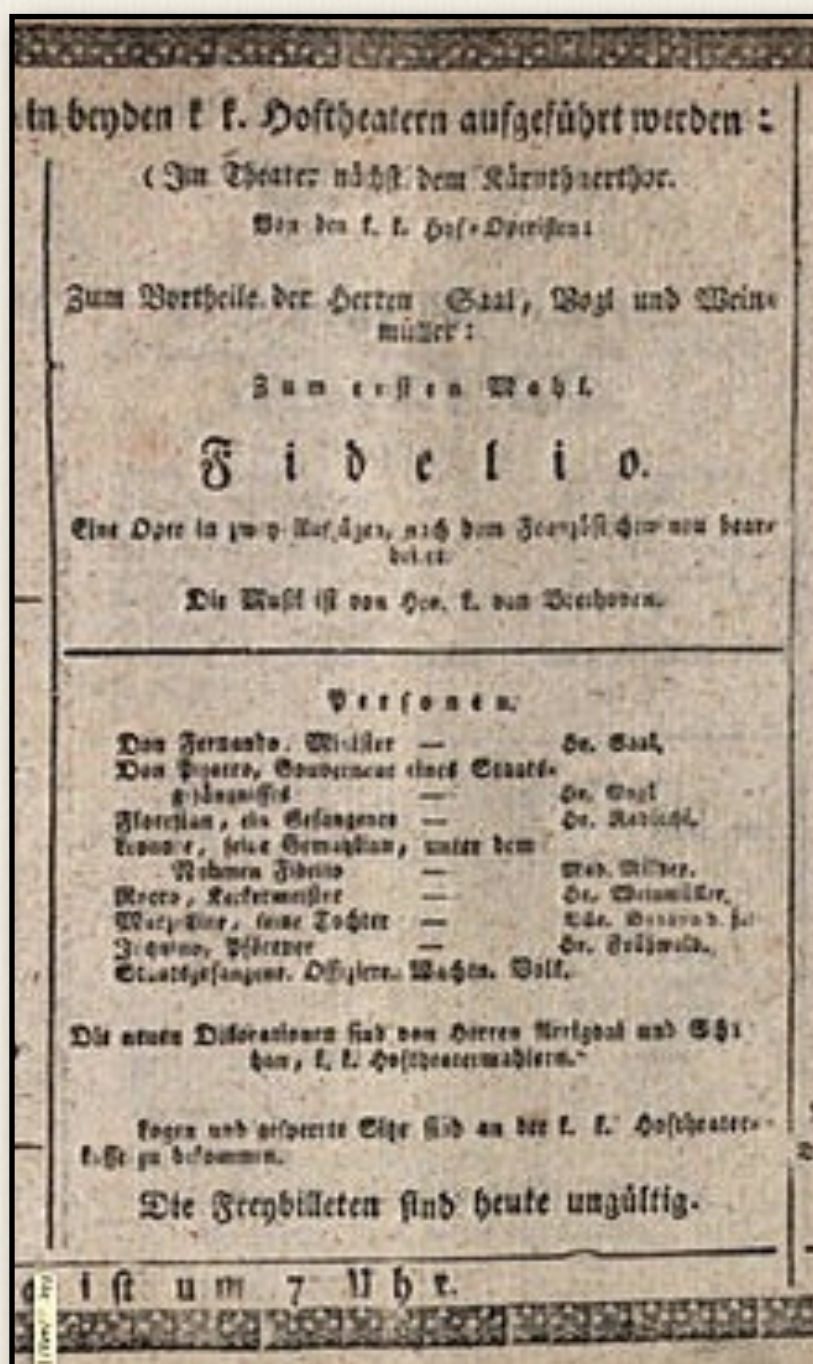 in beyden k k. Hoftheatern aufgeführt werden :
( Im Theater nächst dem Kärnthnerthor.
Von den k. k. Hof-Operisten:
Zum Vortheile der Herren Saal, Vogl und Wein-
müller:
Zum ersten Mahl.
Fidelio.
Eine Oper in zwey Aufzügen, nach dem Französischen neu bear-
beitet.
Die Musik ist von Hrn. L. van Beethoven.
Personen.
Don Fernando, Minister — Hr. Saal.
Don Pizarro, Gouverneur eines Staats-
gefängnisses — Hr. Vogl
Florestan, ein Gefangener — Hr. Radichi.
Leonore, seine Gemahlinn, unter dem
Nahmen Fidelio — Mad. Milder.
Rocco, Kerkermeister — Hr. Weinmüller.
Marzelline, seine Tochter — Dlle.
Jaquino, Pförtner — Hr. Frühwald.
Staatsgefangene. Offiziere. Wachen. Volk.
Die neuen Dekorationen sind von Herren Arrigoni und
k. k. Hoftheatermahlern.
Logen und gesperrte Sitze sind an der k. k. Hoftheater-
kasse zu bekommen.
Die Freybilleten sind heute ungültig.
ist um 7 Uhr.